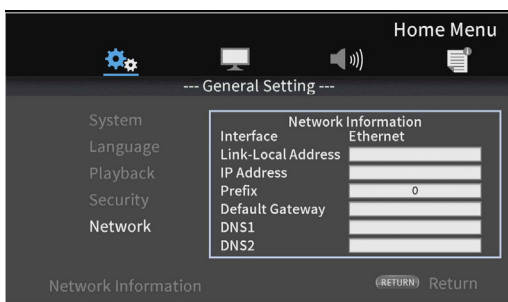 Home Menu
--- General Setting ---
System
Language
Playback
Security
Network
Network Information
Interface Ethernet
Link-Local Address
IP Address
Prefix 0
Default Gateway
DNS1
DNS2
Network Information
RETURN Return